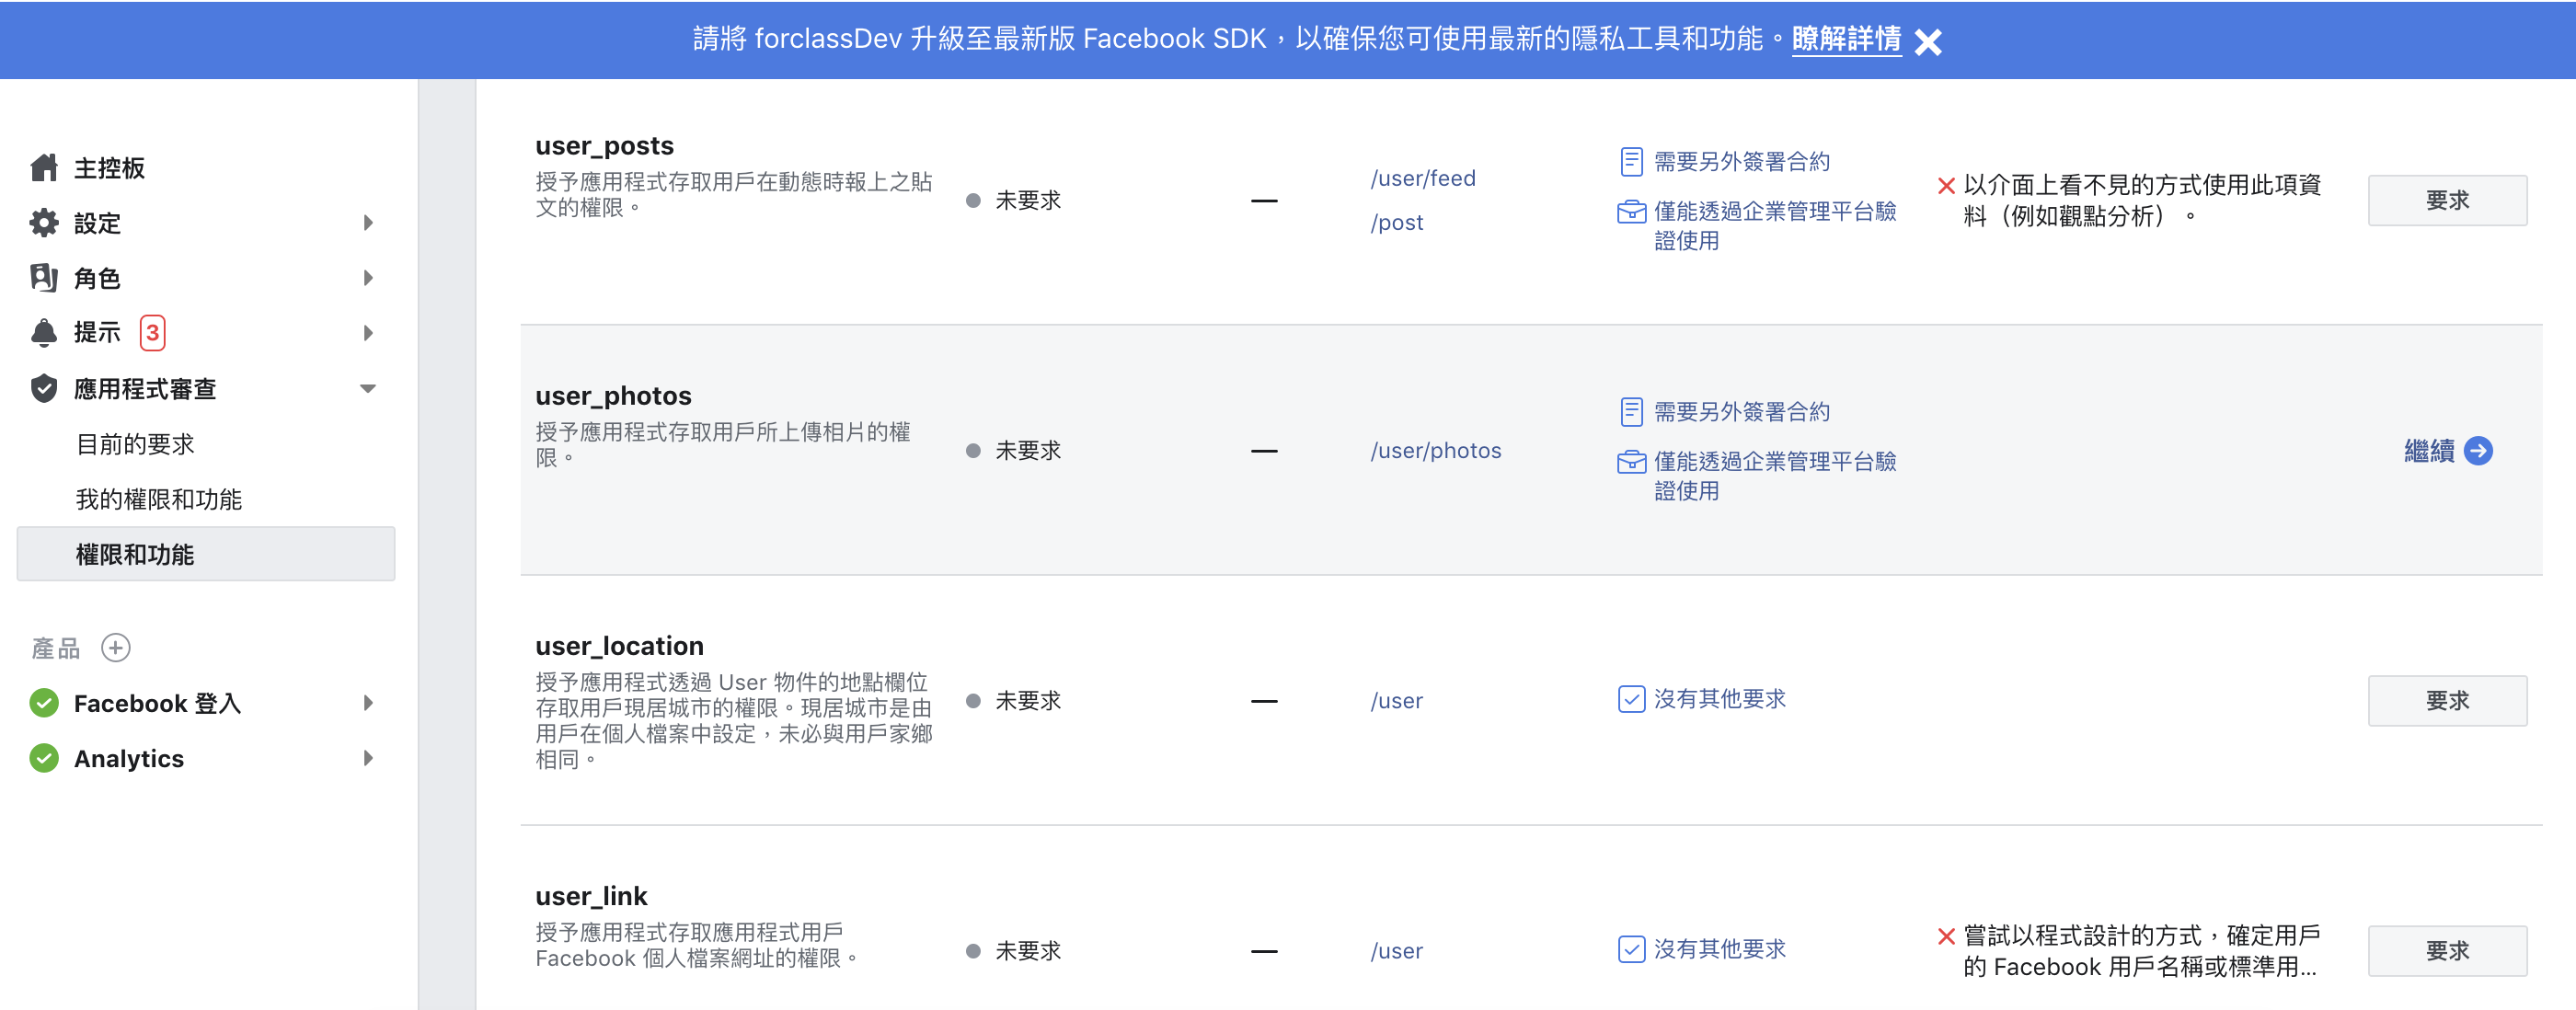 請將 forclassDev 升級至最新版 Facebook SDK，以確保您可使用最新的隱私工具和功能。瞭解詳情
主控板
設定
角色
提示 3
應用程式審查
目前的要求
我的權限和功能
權限和功能
產品
Facebook 登入
Analytics
user_posts
授予應用程式存取用戶在動態時報上之貼
文的權限。
未要求
—
/user/feed
/post
需要另外簽署合約
僅能透過企業管理平台驗
證使用
以介面上看不見的方式使用此項資
料（例如觀點分析）。
要求
user_photos
授予應用程式存取用戶所上傳相片的權
限。
未要求
—
/user/photos
需要另外簽署合約
僅能透過企業管理平台驗
證使用
繼續
user_location
授予應用程式透過 User 物件的地點欄位
存取用戶現居城市的權限。現居城市是由
用戶在個人檔案中設定，未必與用戶家鄉
相同。
未要求
—
/user
沒有其他要求
要求
user_link
授予應用程式存取應用程式用戶
Facebook 個人檔案網址的權限。
未要求
—
/user
沒有其他要求
嘗試以程式設計的方式，確定用戶
的 Facebook 用戶名稱或標準用...
要求